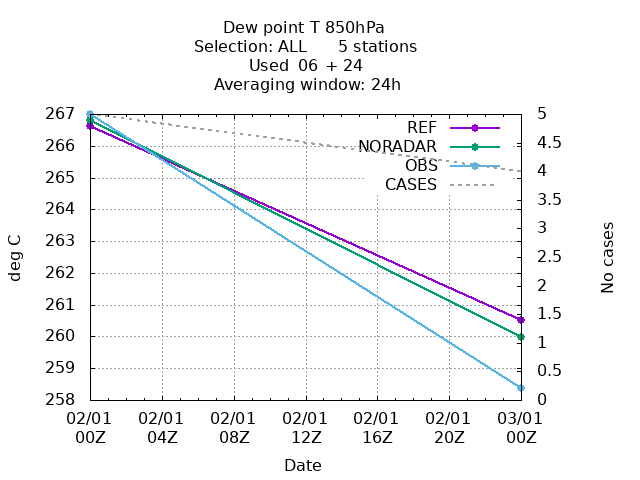 Dew point T 850hPa
Selection: ALL      5 stations
Used  06 + 24
Averaging window: 24h
267
266
265
264
263
262
261
260
259
258
deg C
5
4.5
4
3.5
3
2.5
2
1.5
1
0.5
0
No cases
REF
NORADAR
OBS
CASES
02/01 02/01 02/01 02/01 02/01 02/01 03/01
00Z 04Z 08Z 12Z 16Z 20Z 00Z
Date